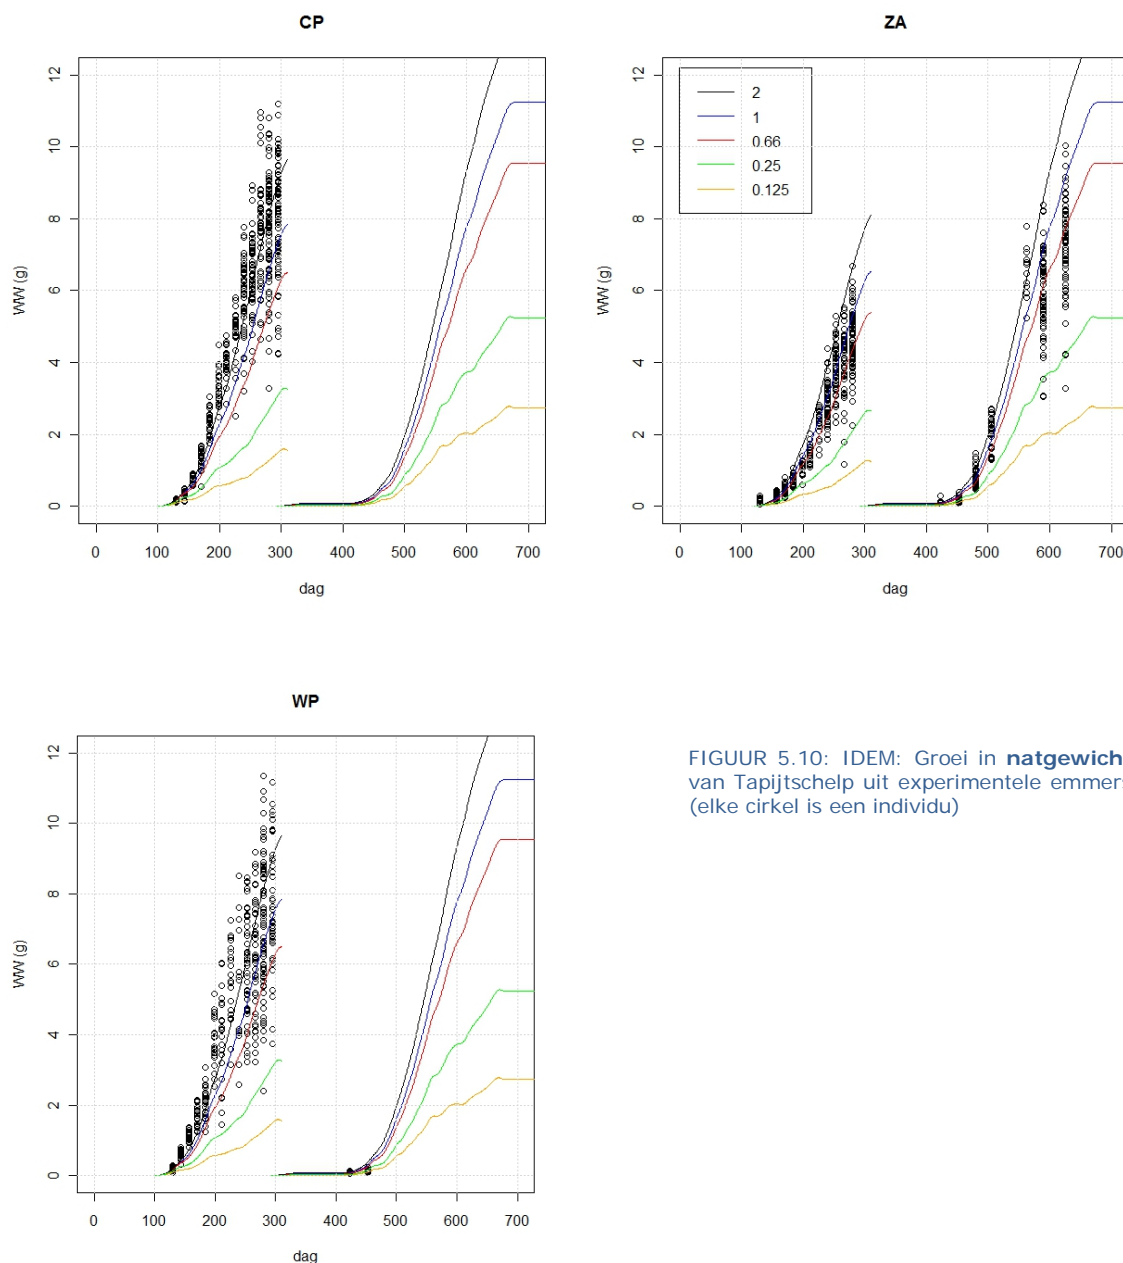 CP
WW (g)
0 2 4 6 8 10 12
0 100 200 300 400 500 600 700
dag
ZA
WW (g)
0 2 4 6 8 10 12
2
1
0.66
0.25
0.125
0 100 200 300 400 500 600 700
dag
WP
WW (g)
0 2 4 6 8 10 12
0 100 200 300 400 500 600 700
dag
FIGUUR 5.10: IDEM: Groei in natgewich
van Tapijtschelp uit experimentele emmer
(elke cirkel is een individu)